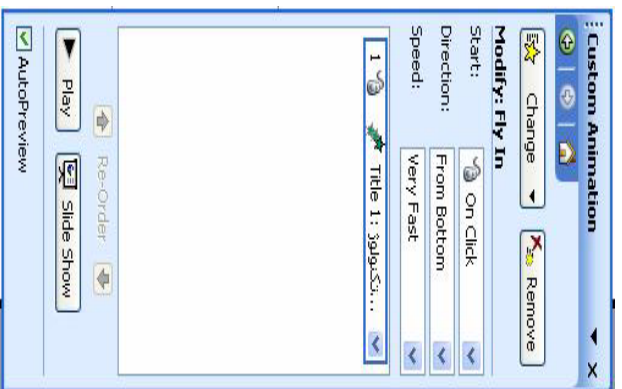 Custom Animation
Change
Remove
Modify: Fly In
Start: On Click
Direction: From Bottom
Speed: Very Fast
1 Title 1: تکنولوژ...
Re-Order
Play
Slide Show
AutoPreview